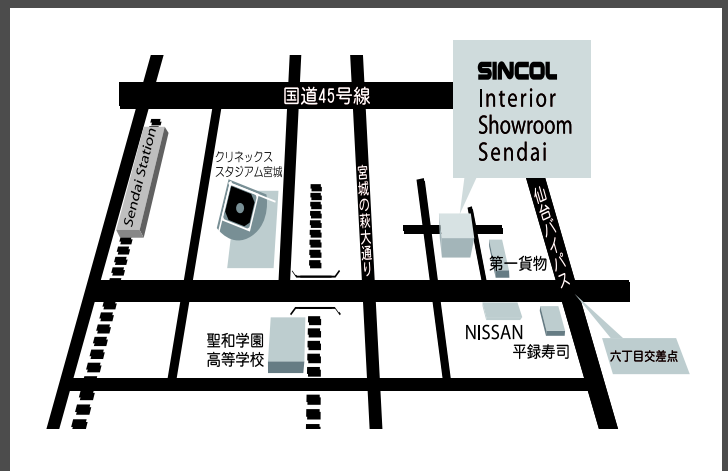 SINCOL
Interior
Showroom
Sendai
国道45号線
Sendai Station
クリネックス
スタジアム宮城
宮城の萩大通り
仙台バイパス
第一貨物
NISSAN
平録寿司
聖和学園
高等学校
六丁目交差点